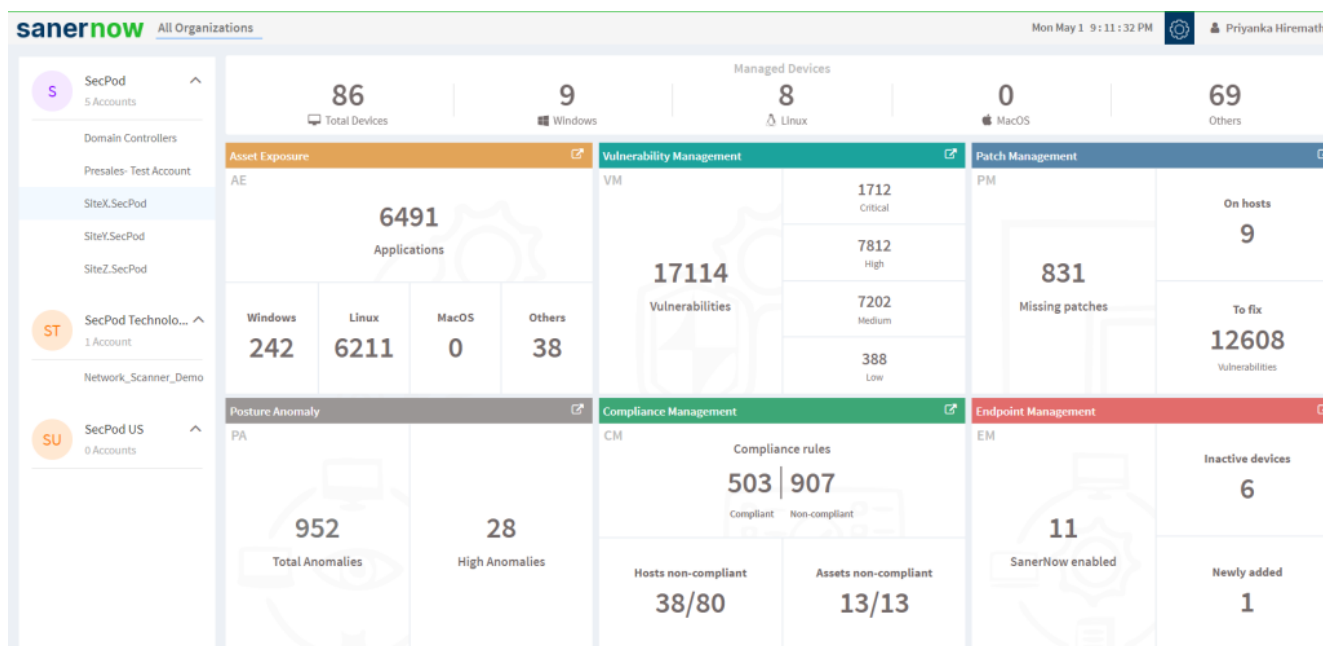 sanernow All Organizations Mon May 1 9 : 11 : 32 PM Priyanka Hiremath
S SecPod
5 Accounts
Domain Controllers
Presales- Test Account
SiteX.SecPod
SiteY.SecPod
SiteZ.SecPod
ST SecPod Technolo...
1 Account
Network_Scanner_Demo
SU SecPod US
0 Accounts
Managed Devices
86 9 8 0 69
Total Devices Windows Linux MacOS Others
Asset Exposure
AE
6491
Applications
Windows Linux MacOS Others
242 6211 0 38
Vulnerability Management
VM
17114
Vulnerabilities
1712
Critical
7812
High
7202
Medium
388
Low
Patch Management
PM
831
Missing patches
On hosts
9
To fix
12608
Vulnerabilities
Posture Anomaly
PA
952 28
Total Anomalies High Anomalies
Compliance Management
CM
Compliance rules
503 907
Compliant Non-compliant
Hosts non-compliant Assets non-compliant
38/80 13/13
Endpoint Management
EM
11
SanerNow enabled
Inactive devices
6
Newly added
1